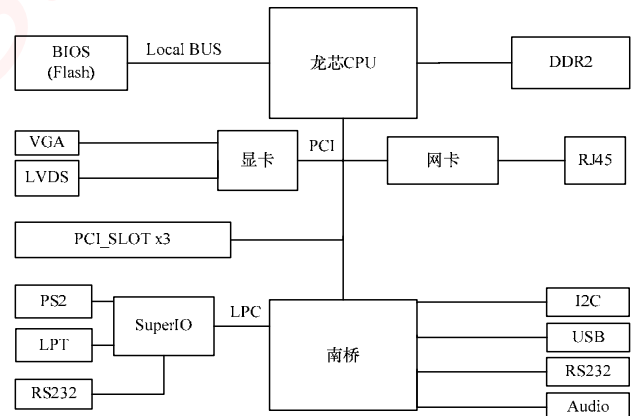 BIOS
(Flash)
Local BUS
龙芯CPU
DDR2
VGA
LVDS
显卡
PCI
网卡
RJ45
PCI_SLOT x3
PS2
LPT
RS232
SuperIO
LPC
南桥
I2C
USB
RS232
Audio